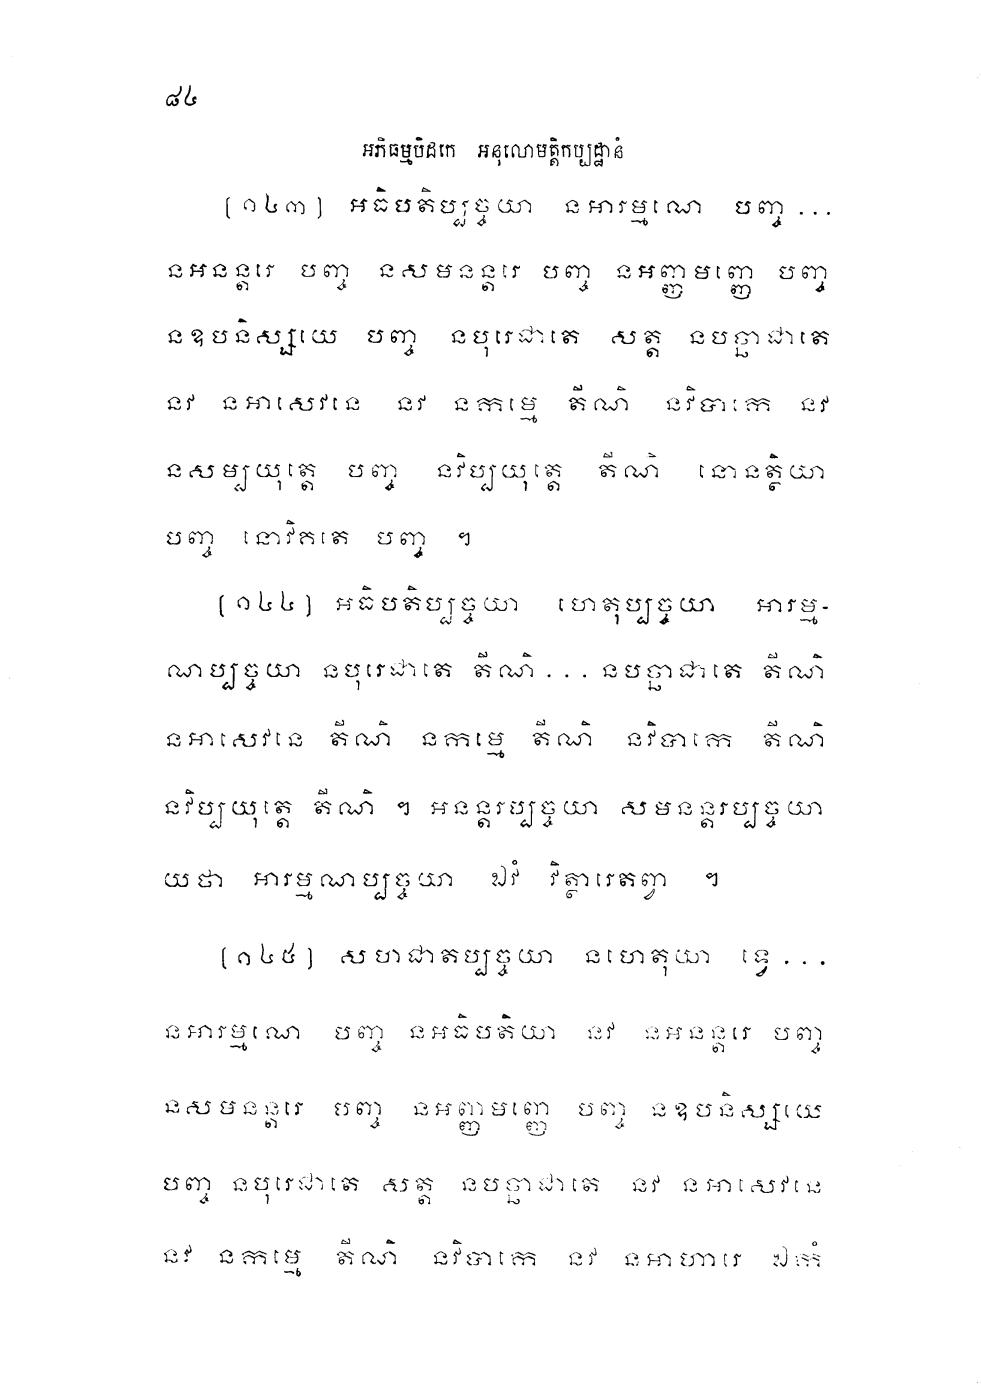 ៨៤
អភិធម្មបិដកេ អនុលោមត្តិកប្បដ្ឋានំ
(១៤៣) អធិបតិប្បច្ចយា នអារម្មណេ បញ្ច ...
នអនន្តរេ បញ្ច នសមនន្តរេ បញ្ច នអញ្ញមញ្ញេ បញ្ច
នឧបនិស្សយេ បញ្ច នបុរេជាតេ សត្ត នបច្ឆាជាតេ
នវ នអាសេវនេ នវ នកម្មេ តីណិ នវិបាកេ នវ
នសម្បយុត្តេ បញ្ច នវិប្បយុត្តេ តីណិ នោនត្ថិយា
បញ្ច នោវិគតេ បញ្ច ។
(១៤៤) អធិបតិប្បច្ចយា ហេតុប្បច្ចយា អារម្ម-
ណប្បច្ចយា នបុរេជាតេ តីណិ ... នបច្ឆាជាតេ តីណិ
នអាសេវនេ តីណិ នកម្មេ តីណិ នវិបាកេ តីណិ
នវិប្បយុត្តេ តីណិ ។ អនន្តរប្បច្ចយា សមនន្តរប្បច្ចយា
យថា អារម្មណប្បច្ចយា ឯវំ វិត្ថារេតព្វា ។
(១៤៥) សហជាតប្បច្ចយា នហេតុយា ទ្វេ ...
នអារម្មណេ បញ្ច នអធិបតិយា នវ នអនន្តរេ បញ្ច
នសមនន្តរេ បញ្ច នអញ្ញមញ្ញេ បញ្ច នឧបនិស្សយេ
បញ្ច នបុរេជាតេ សត្ត នបច្ឆាជាតេ នវ នអាសេវនេ
នវ នកម្មេ តីណិ នវិបាកេ នវ នអាហារេ ឯកំ